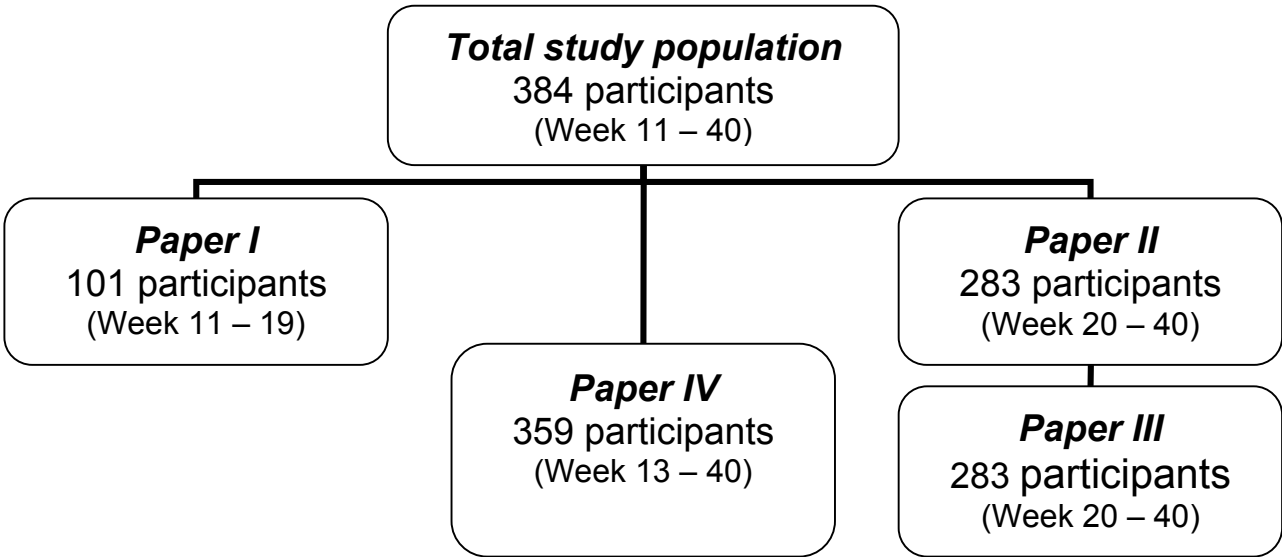 Total study population
384 participants
(Week 11 – 40)
Paper I
101 participants
(Week 11 – 19)
Paper II
283 participants
(Week 20 – 40)
Paper IV
359 participants
(Week 13 – 40)
Paper III
283 participants
(Week 20 – 40)